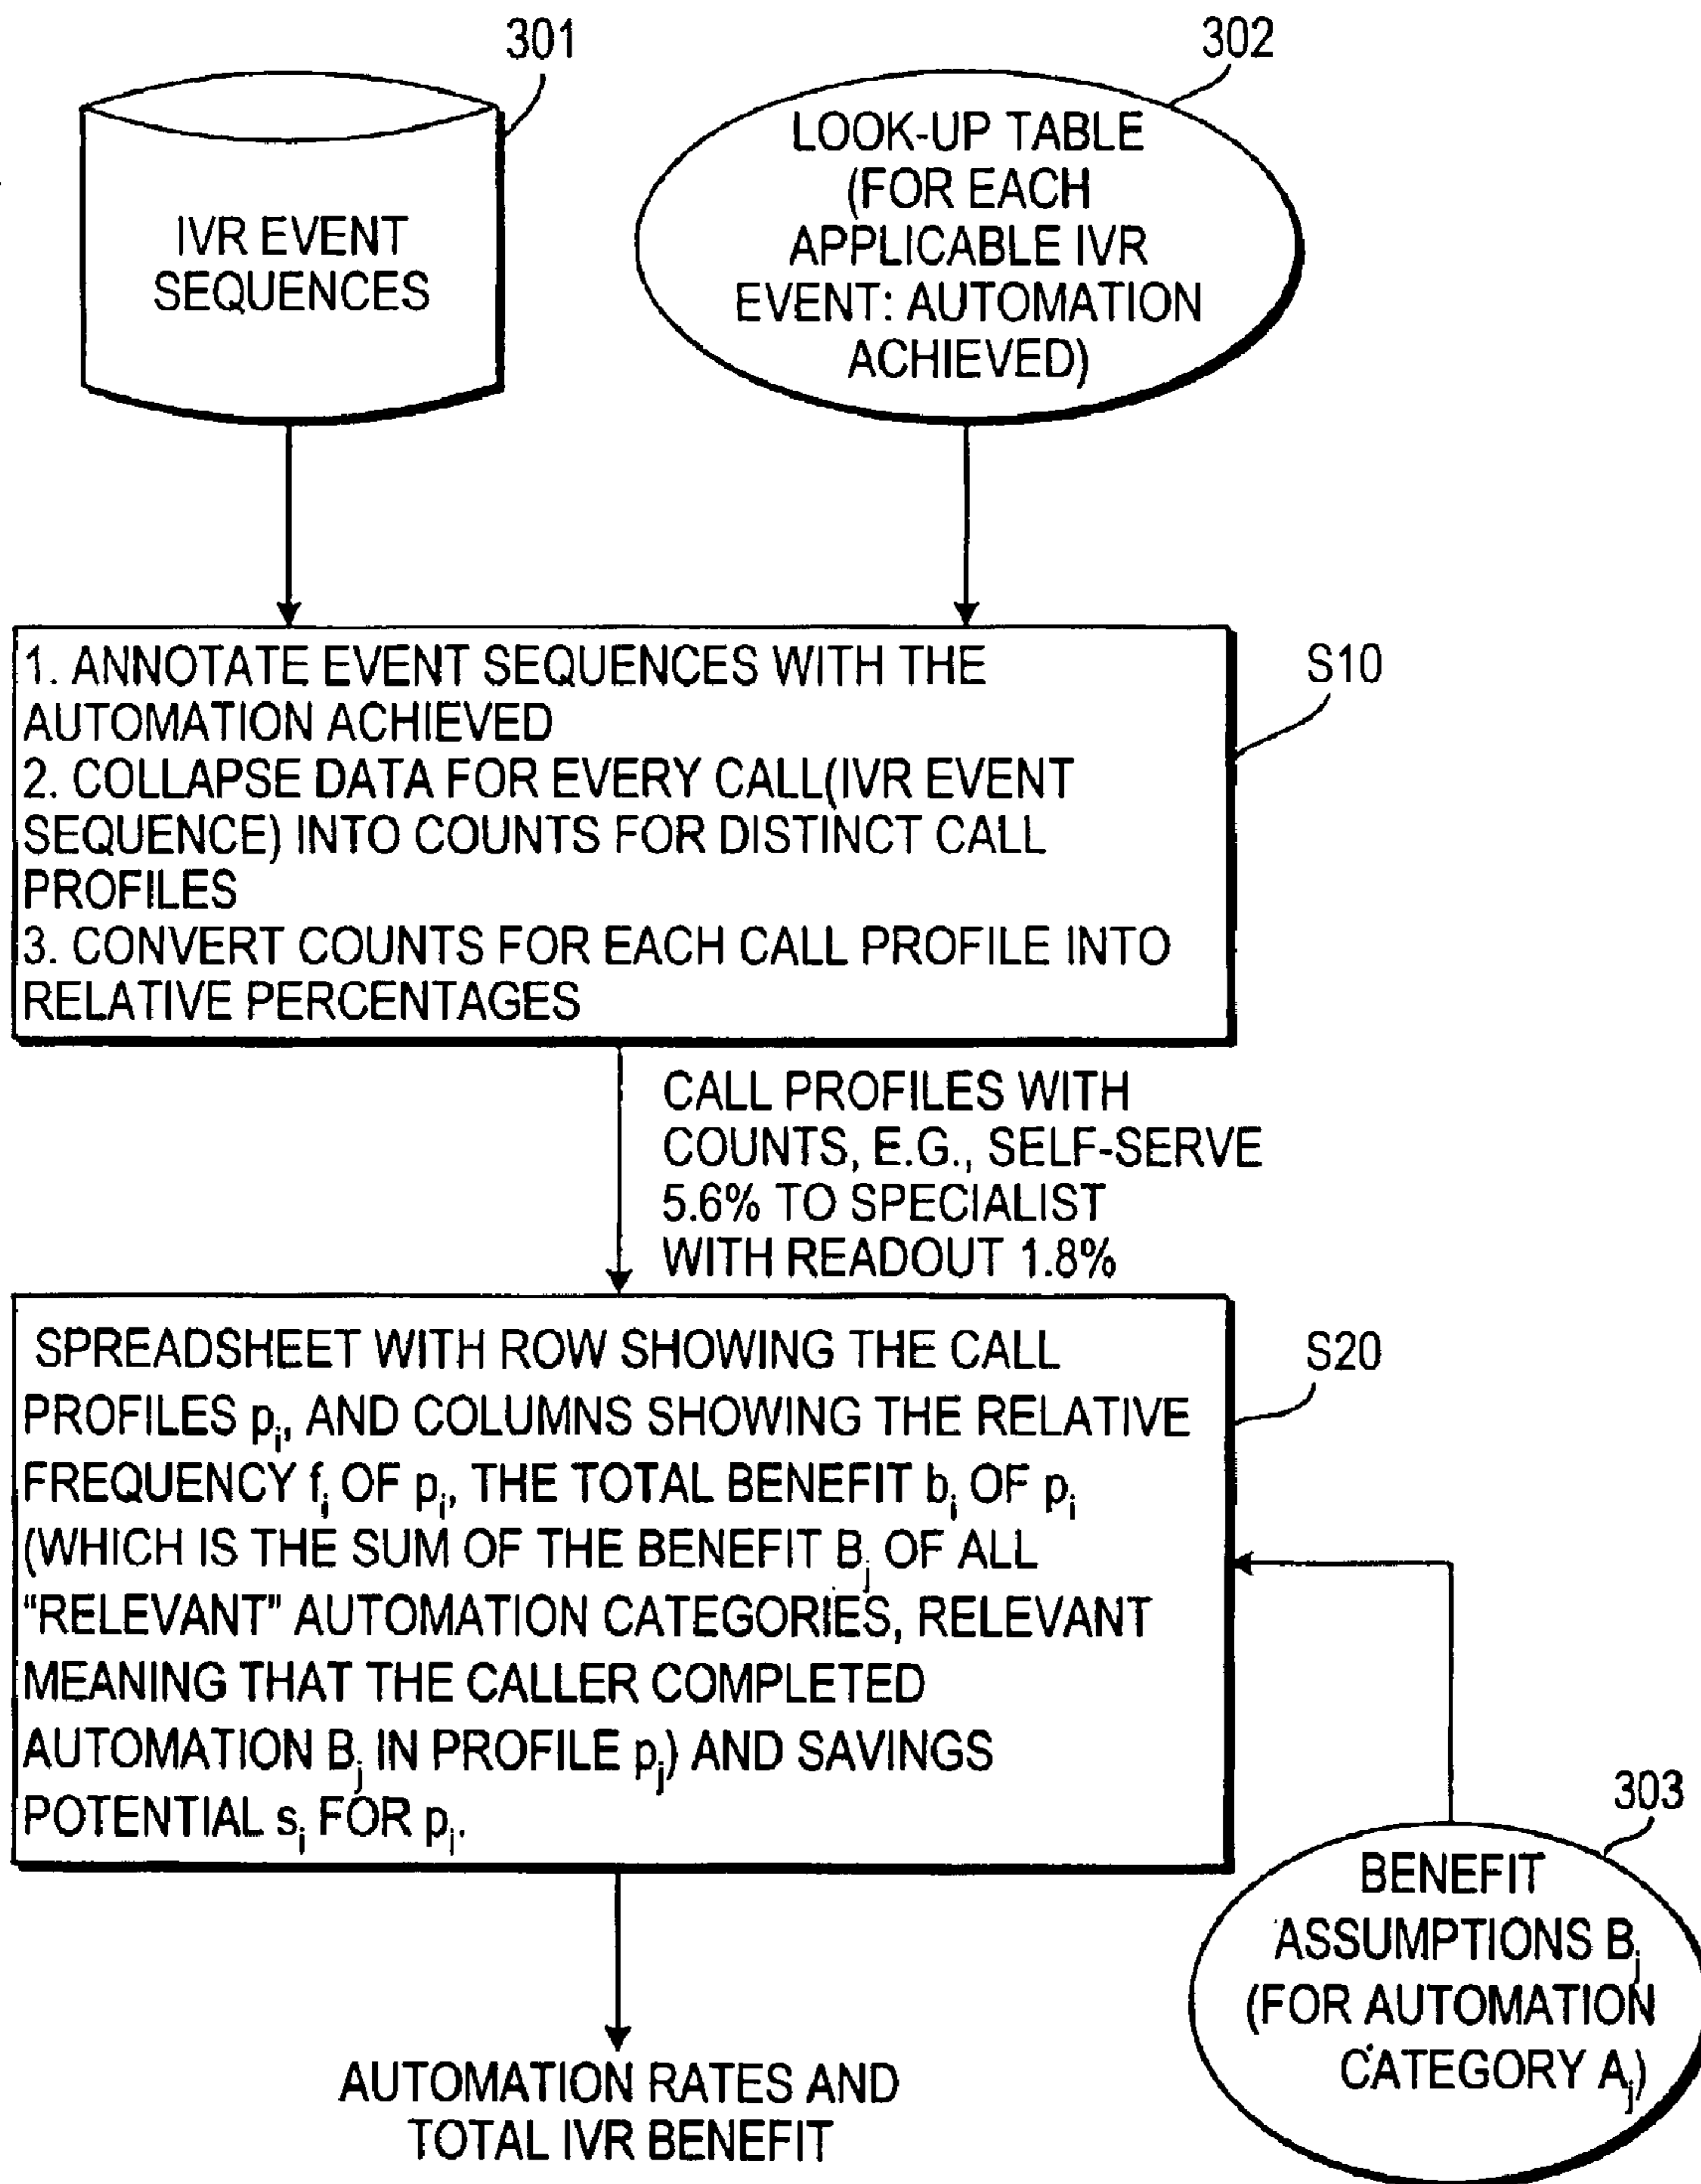 301
302
IVR EVENT
SEQUENCES
LOOK-UP TABLE
(FOR EACH
APPLICABLE IVR
EVENT: AUTOMATION
ACHIEVED)
S10
1. ANNOTATE EVENT SEQUENCES WITH THE
AUTOMATION ACHIEVED
2. COLLAPSE DATA FOR EVERY CALL(IVR EVENT
SEQUENCE) INTO COUNTS FOR DISTINCT CALL
PROFILES
3. CONVERT COUNTS FOR EACH CALL PROFILE INTO
RELATIVE PERCENTAGES
CALL PROFILES WITH
COUNTS, E.G., SELF-SERVE
5.6% TO SPECIALIST
WITH READOUT 1.8%
S20
SPREADSHEET WITH ROW SHOWING THE CALL
PROFILES pᵢ, AND COLUMNS SHOWING THE RELATIVE
FREQUENCY fᵢ OF pᵢ, THE TOTAL BENEFIT bᵢ OF pᵢ
(WHICH IS THE SUM OF THE BENEFIT Bⱼ OF ALL
"RELEVANT" AUTOMATION CATEGORIES, RELEVANT
MEANING THAT THE CALLER COMPLETED
AUTOMATION Bⱼ IN PROFILE pⱼ) AND SAVINGS
POTENTIAL sᵢ FOR pᵢ.
303
BENEFIT
ASSUMPTIONS Bⱼ
(FOR AUTOMATION
CATEGORY Aⱼ)
AUTOMATION RATES AND
TOTAL IVR BENEFIT